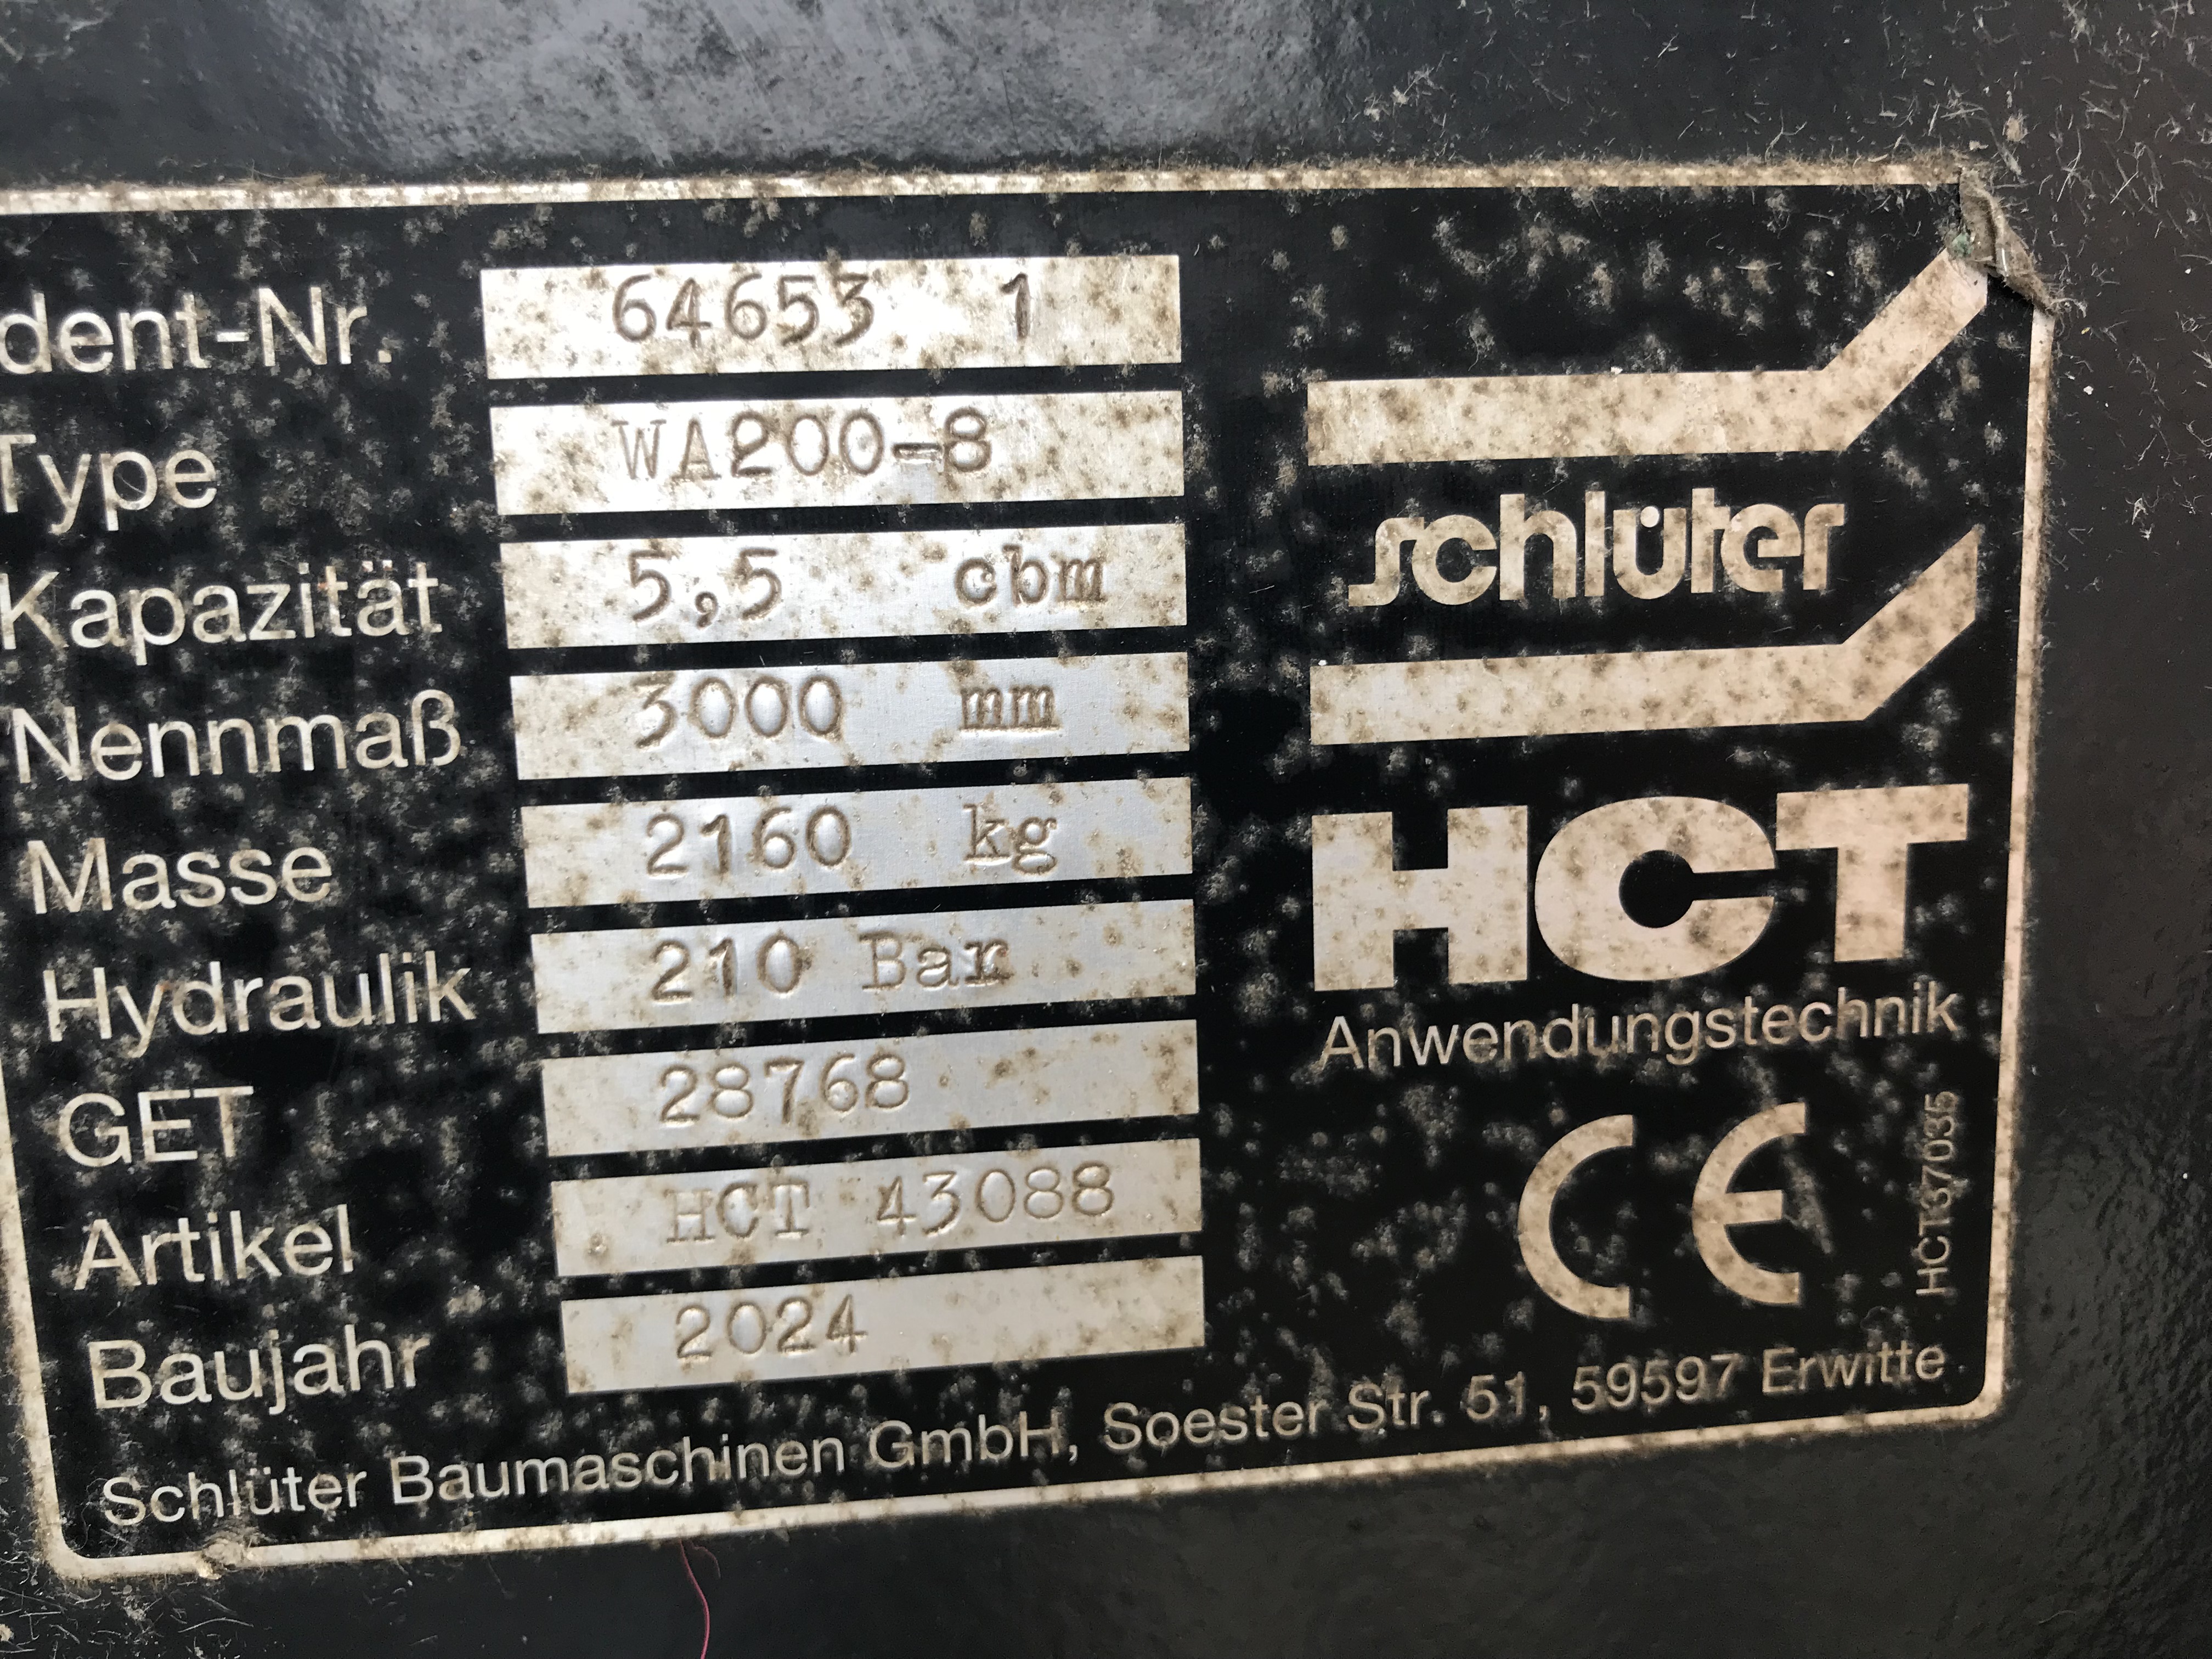 dent-Nr. 64653 1
Type WA200-8
Kapazität 5,5 cbm
Nennmaß 3000 mm
Masse 2160 kg
Hydraulik 210 Bar
GET 28768
Artikel HCT 43088
Baujahr 2024
schlüter
HCT
Anwendungstechnik
CE
HCT37035
Schlüter Baumaschinen GmbH, Soester Str. 51, 59597 Erwitte